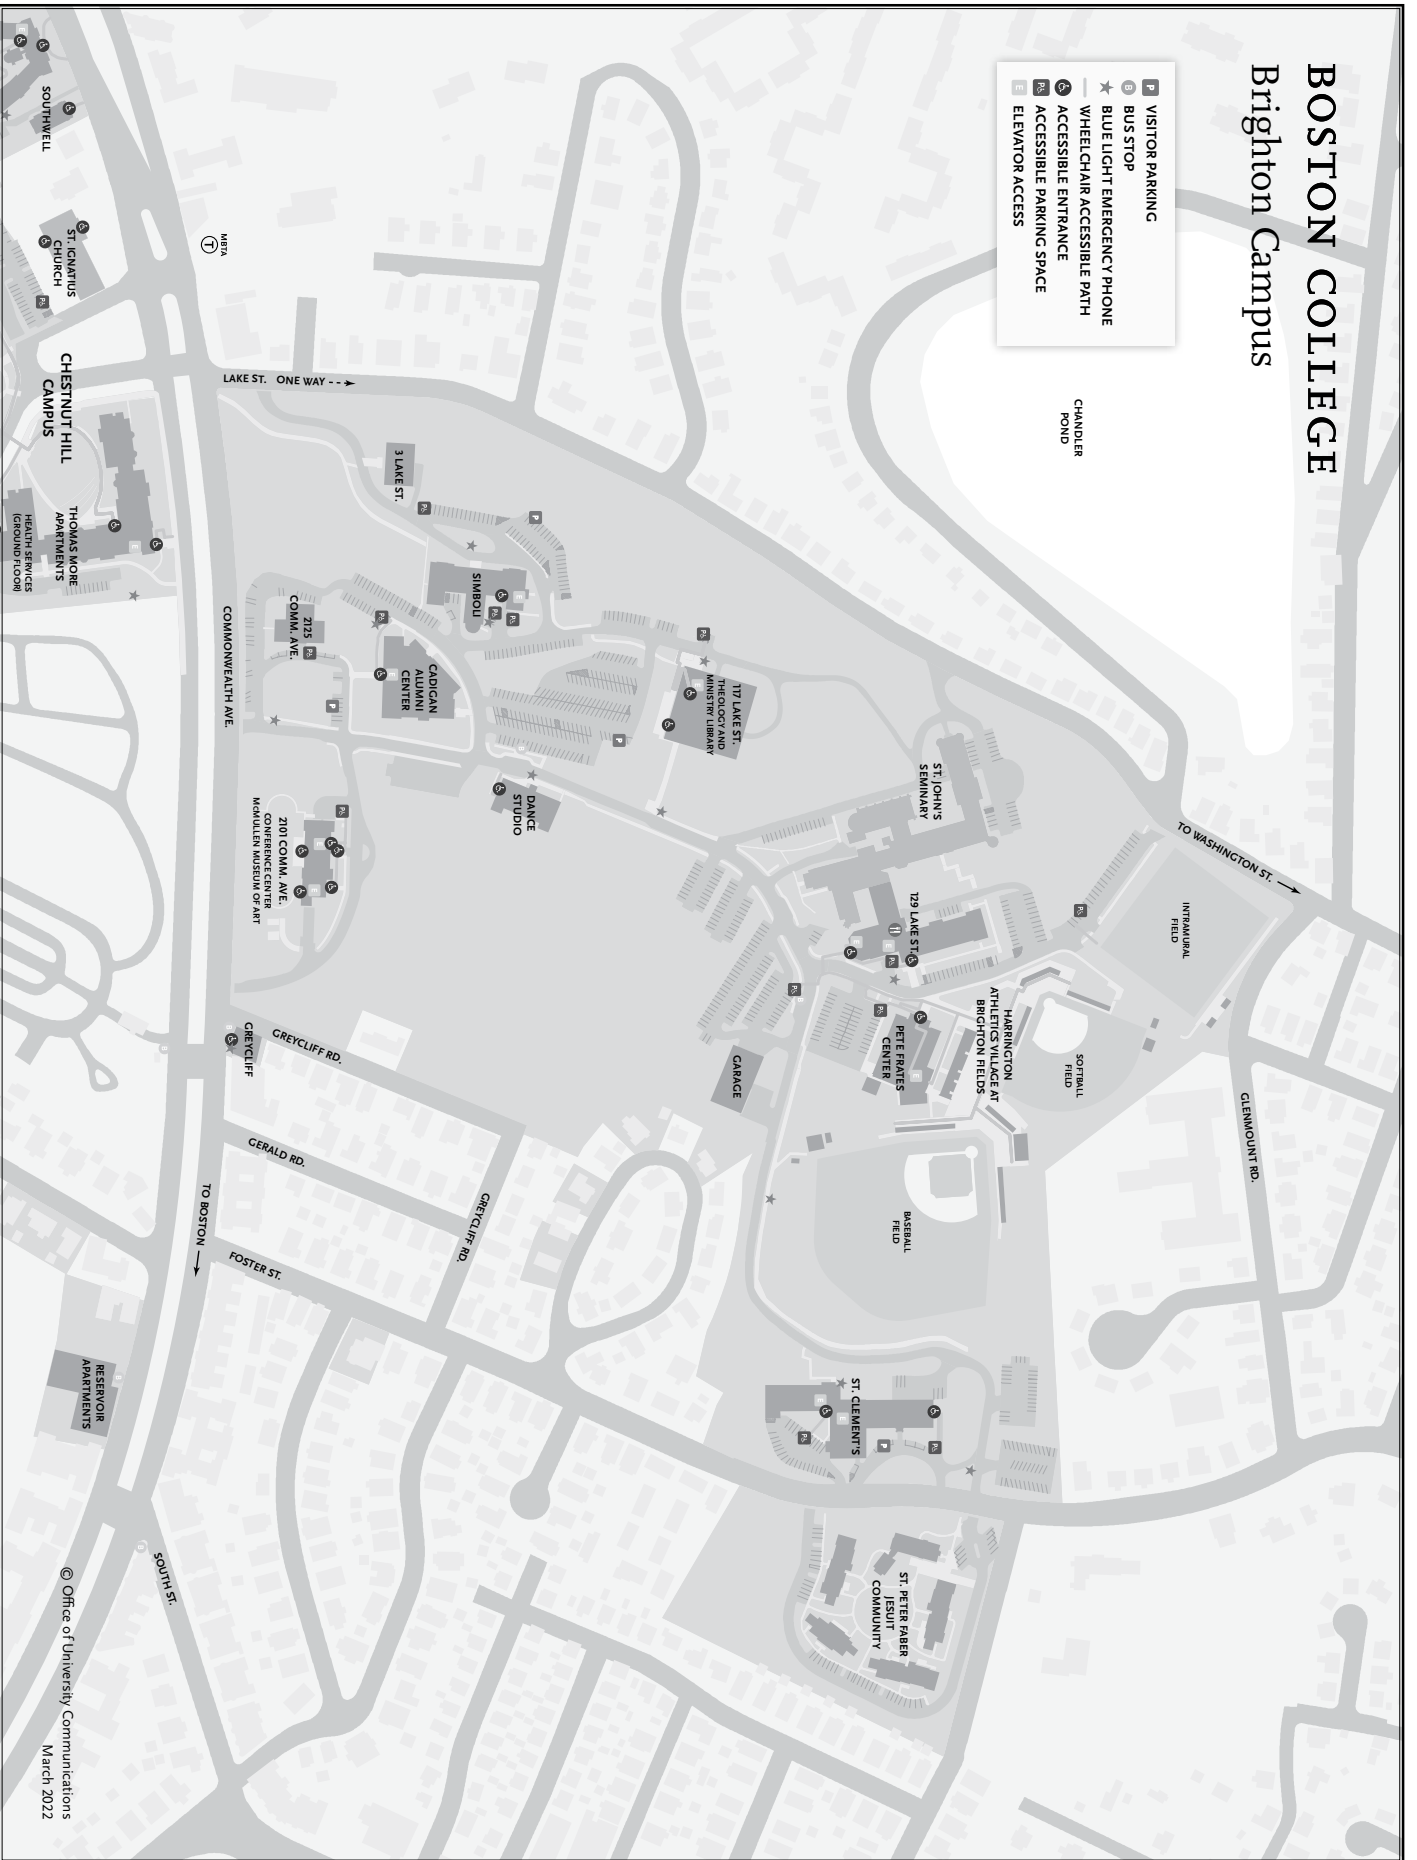 BOSTON COLLEGE
Brighton Campus
P VISITOR PARKING
B BUS STOP
BLUE LIGHT EMERGENCY PHONE
WHEELCHAIR ACCESSIBLE PATH
ACCESSIBLE ENTRANCE
P ACCESSIBLE PARKING SPACE
E ELEVATOR ACCESS
CHANDLER
POND
TO WASHINGTON ST.
INTRAMURAL
FIELD
GLENMOUNT RD.
SOFTBALL
FIELD
HARRINGTON
ATHLETICS VILLAGE AT
BRIGHTON FIELDS
ST. JOHN'S
SEMINARY
129 LAKE ST.
PETE FRATES
CENTER
BASEBALL
FIELD
ST. CLEMENT'S
ST. PETER FABER
JESUIT
COMMUNITY
117 LAKE ST.
THEOLOGY AND
MINISTRY LIBRARY
GARAGE
DANCE
STUDIO
SIMBOLI
CADIGAN
ALUMNI
CENTER
3 LAKE ST.
2125
COMM. AVE.
2101 COMM. AVE.
CONFERENCE CENTER
McMULLEN MUSEUM OF ART
LAKE ST. ONE WAY
MBTA
T
COMMONWEALTH AVE.
GREYCLIFF
GREYCLIFF RD.
GREYCLIFF RD.
GERALD RD.
FOSTER ST.
TO BOSTON
SOUTH ST.
SOUTHWELL
ST. IGNATIUS
CHURCH
CHESTNUT HILL
CAMPUS
THOMAS MORE
APARTMENTS
HEALTH SERVICES
(GROUND FLOOR)
RESERVOIR
APARTMENTS
© Office of University Communications
March 2022